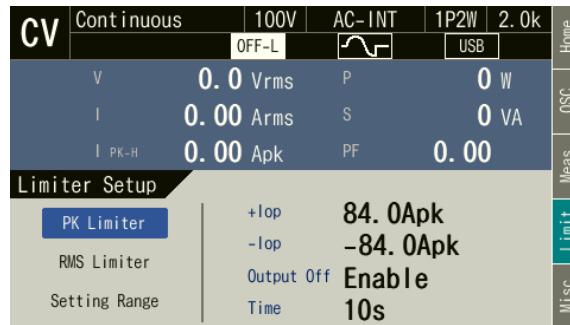 CV Continuous 100V AC-INT 1P2W 2.0k
OFF-L USB
V 0.0 Vrms P 0 W
I 0.00 Arms S 0 VA
I PK-H 0.00 Apk PF 0.00
Limiter Setup
PK Limiter
RMS Limiter
Setting Range
+Iop 84.0Apk
-Iop -84.0Apk
Output Off Enable
Time 10s
Home
OSC
Meas
Limit
Misc